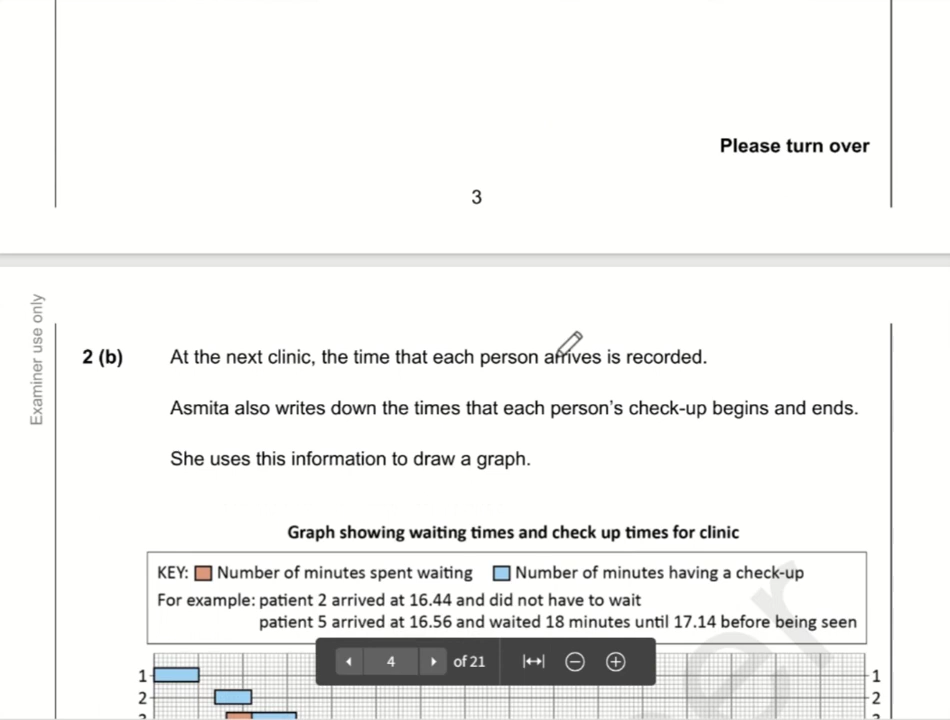 Please turn over
3
Examiner use only
2 (b)
At the next clinic, the time that each person arrives is recorded.
Asmita also writes down the times that each person's check-up begins and ends.
She uses this information to draw a graph.
Graph showing waiting times and check up times for clinic
KEY: Number of minutes spent waiting Number of minutes having a check-up
For example: patient 2 arrived at 16.44 and did not have to wait
patient 5 arrived at 16.56 and waited 18 minutes until 17.14 before being seen
4 of 21
1 1
2 2